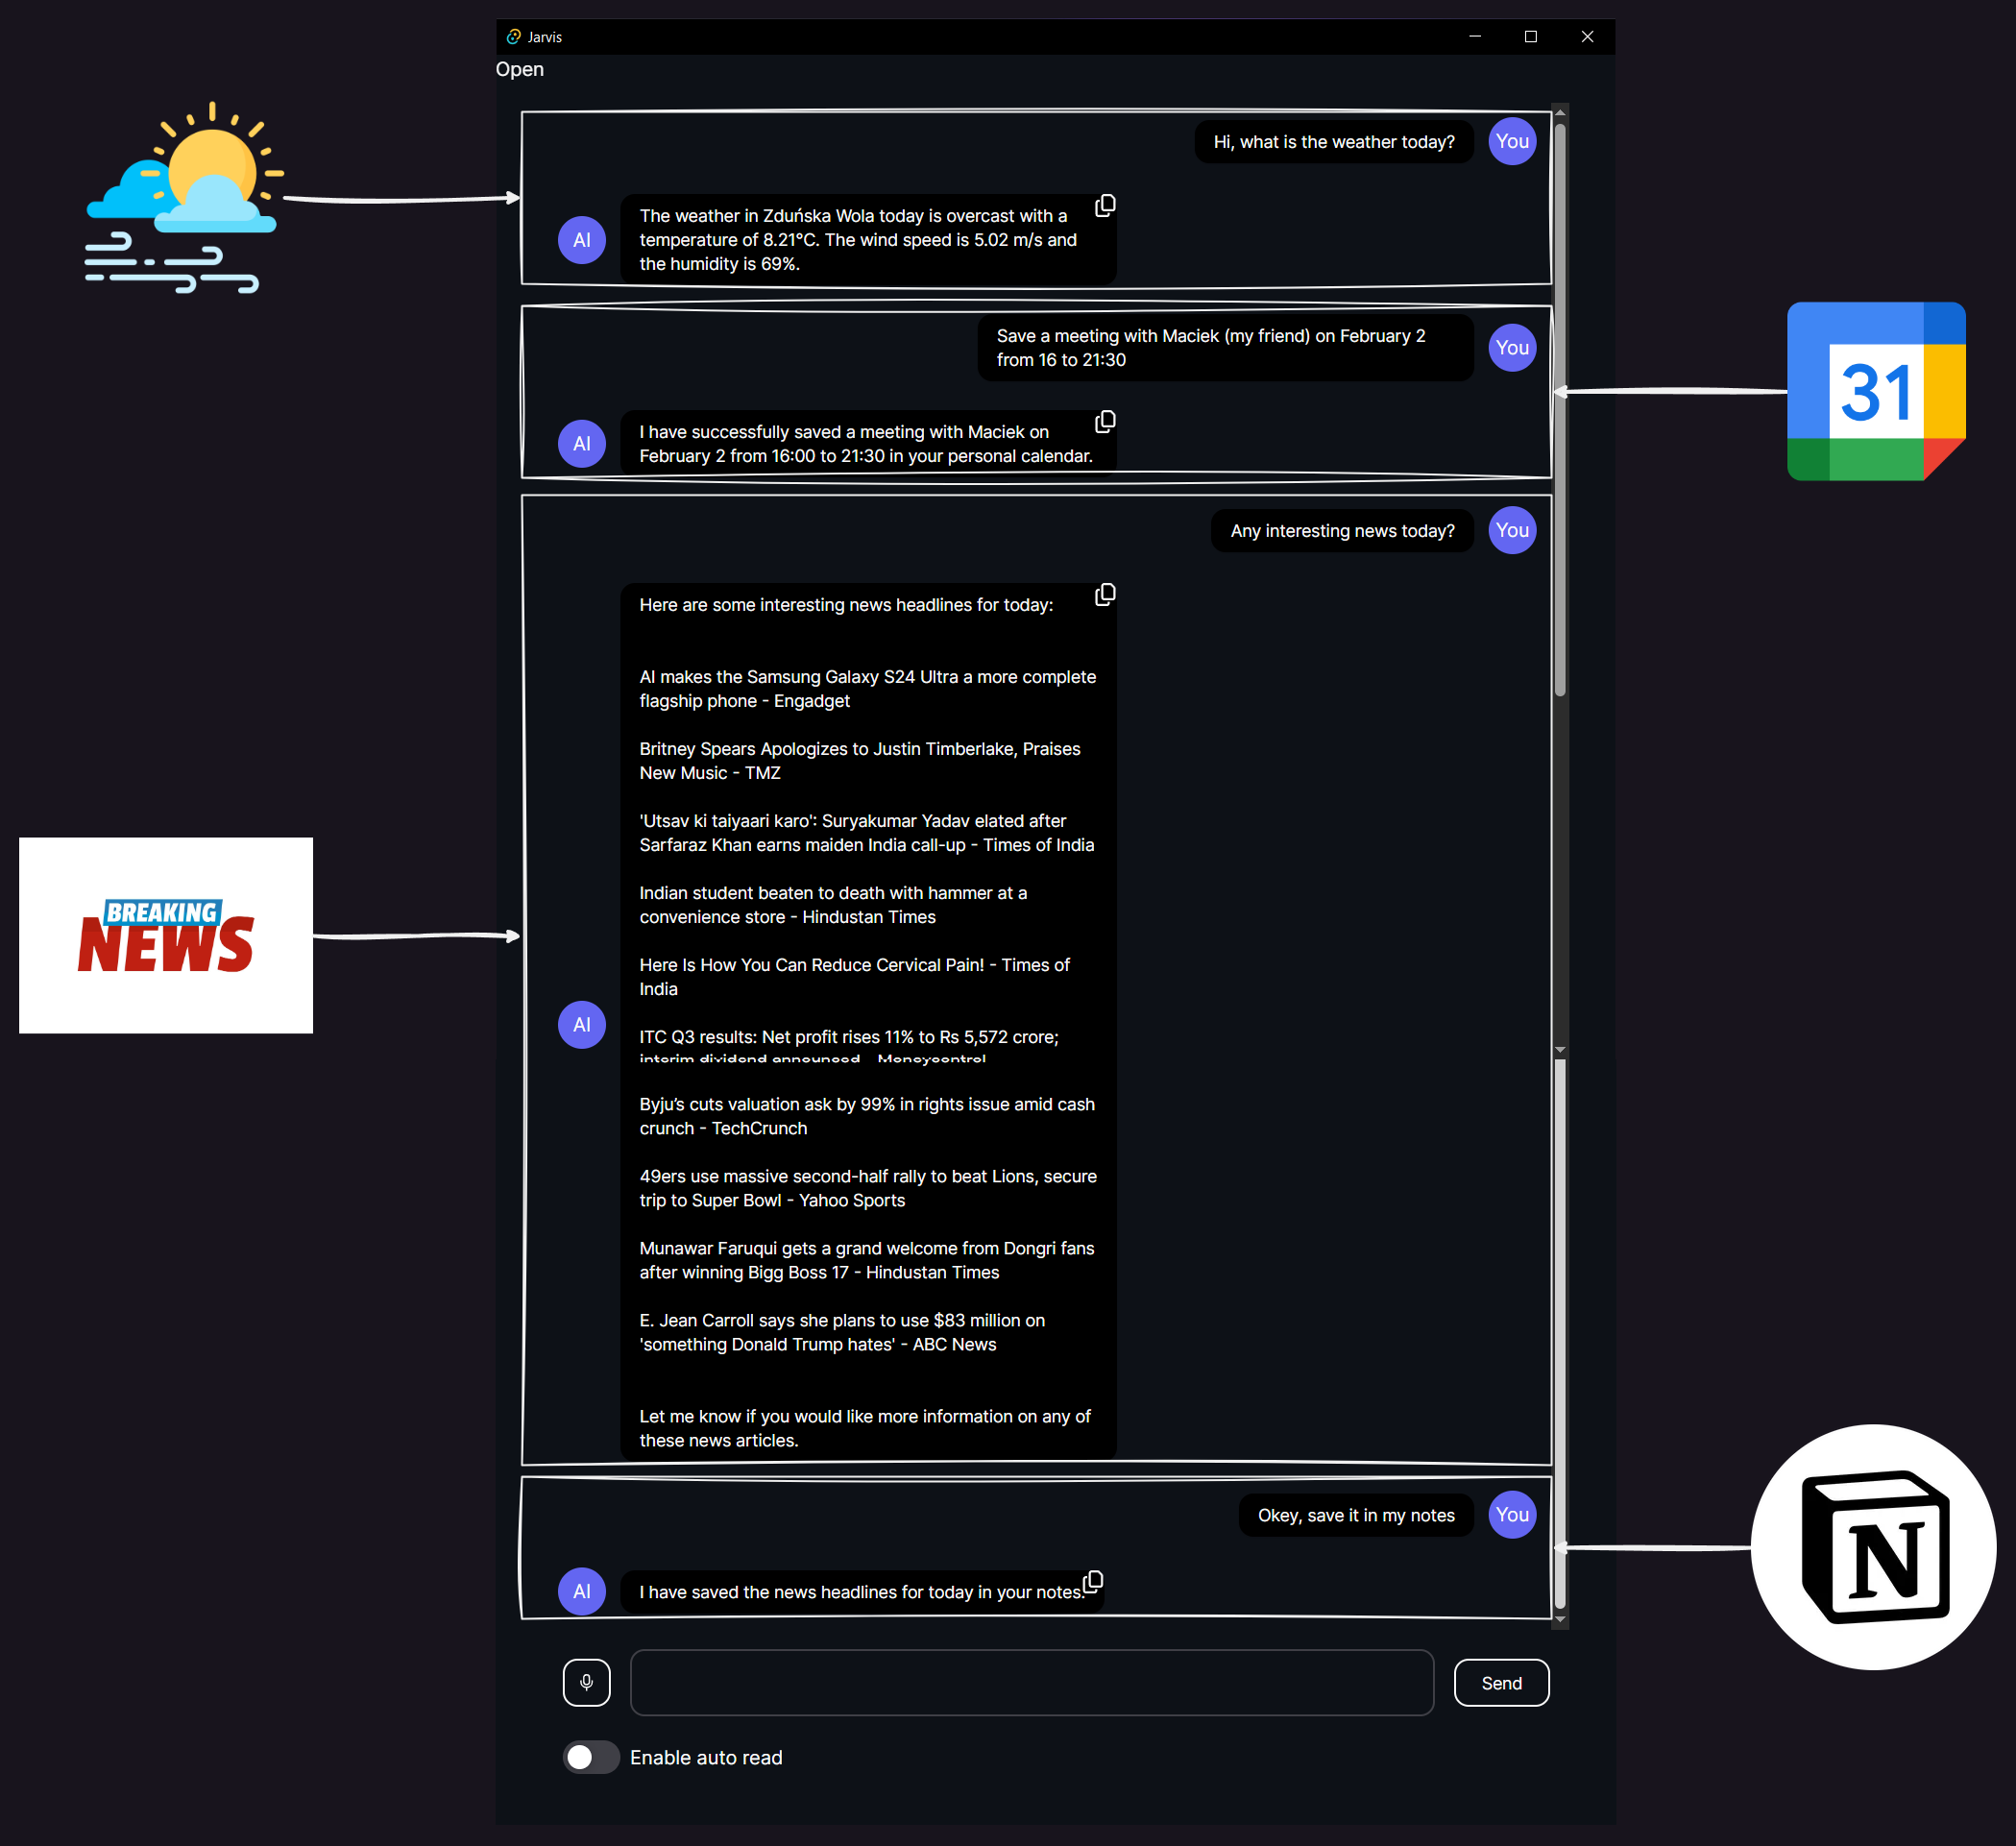 Jarvis
Open
Hi, what is the weather today?
You
AI
The weather in Zduńska Wola today is overcast with a
temperature of 8.21°C. The wind speed is 5.02 m/s and
the humidity is 69%.
Save a meeting with Maciek (my friend) on February 2
from 16 to 21:30
You
31
AI
I have successfully saved a meeting with Maciek on
February 2 from 16:00 to 21:30 in your personal calendar.
Any interesting news today?
You
Here are some interesting news headlines for today:
AI makes the Samsung Galaxy S24 Ultra a more complete
flagship phone - Engadget
Britney Spears Apologizes to Justin Timberlake, Praises
New Music - TMZ
'Utsav ki taiyaari karo': Suryakumar Yadav elated after
Sarfaraz Khan earns maiden India call-up - Times of India
Indian student beaten to death with hammer at a
convenience store - Hindustan Times
BREAKING
NEWS
Here Is How You Can Reduce Cervical Pain! - Times of
India
AI
ITC Q3 results: Net profit rises 11% to Rs 5,572 crore;
interim dividend announced - Moneycontrol
Byju’s cuts valuation ask by 99% in rights issue amid cash
crunch - TechCrunch
49ers use massive second-half rally to beat Lions, secure
trip to Super Bowl - Yahoo Sports
Munawar Faruqui gets a grand welcome from Dongri fans
after winning Bigg Boss 17 - Hindustan Times
E. Jean Carroll says she plans to use $83 million on
'something Donald Trump hates' - ABC News
Let me know if you would like more information on any of
these news articles.
Okey, save it in my notes
You
N
AI
I have saved the news headlines for today in your notes.
Send
Enable auto read